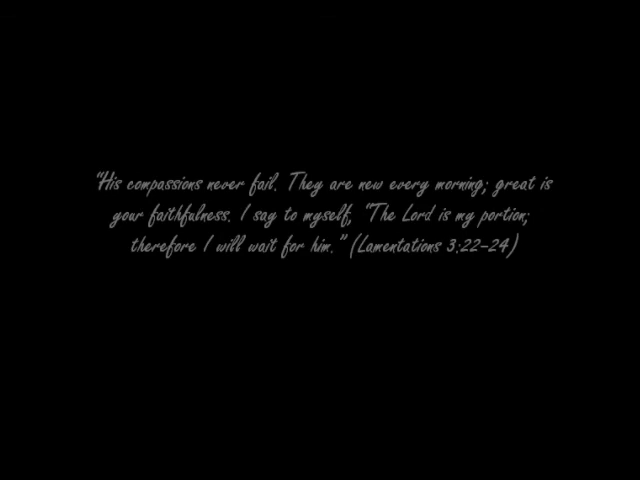 "His compassions never fail. They are new every morning; great is
your faithfulness. I say to myself, "The Lord is my portion;
therefore I will wait for him." (Lamentations 3:22-24)